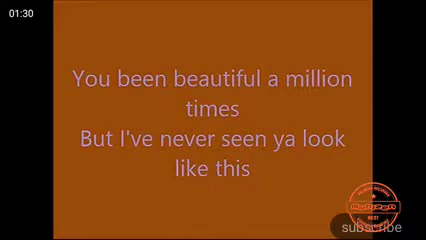 01:30
You been beautiful a million
times
But I've never seen ya look
like this
subscribe